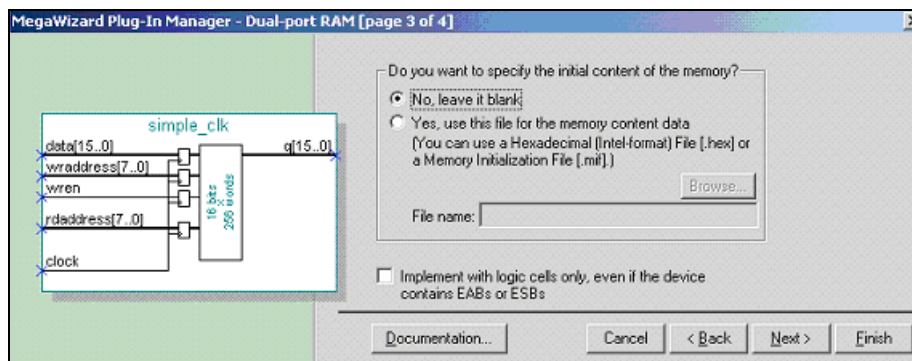 MegaWizard Plug-In Manager - Dual-port RAM [page 3 of 4]
simple_clk
data[15..0]
q[15..0]
wraddress[7..0]
wren
rdaddress[7..0]
clock
16 bits
x
256 words
Do you want to specify the initial content of the memory?
No, leave it blank
Yes, use this file for the memory content data
(You can use a Hexadecimal (Intel-format) File [.hex] or
a Memory Initialization File [.mif].)
Browse...
File name:
Implement with logic cells only, even if the device
contains EABs or ESBs
Documentation...
Cancel
< Back
Next >
Finish